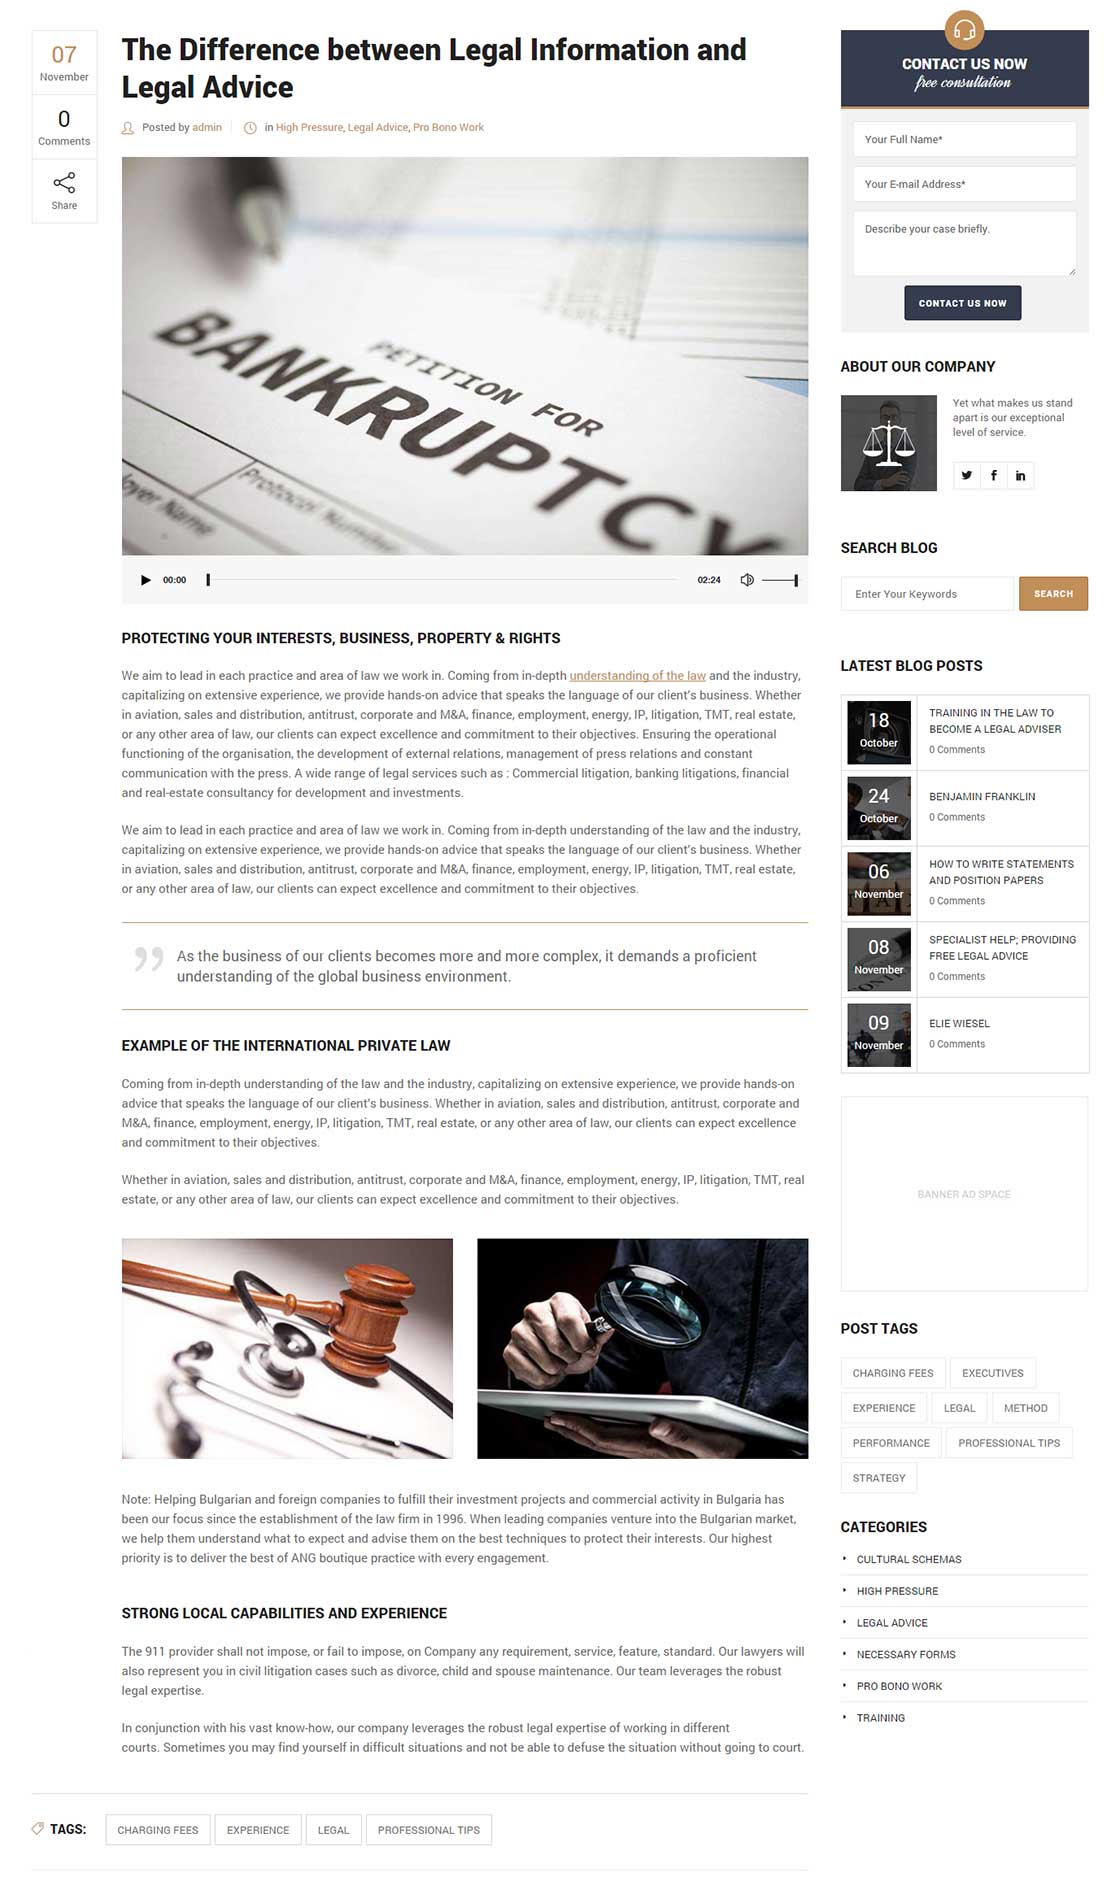 07
November
0
Comments
Share
The Difference between Legal Information and
Legal Advice
Posted by admin in High Pressure, Legal Advice, Pro Bono Work
PETITION FOR
BANKRUPTCY
Protocol Number
Name
00:00 02:24
PROTECTING YOUR INTERESTS, BUSINESS, PROPERTY & RIGHTS
We aim to lead in each practice and area of law we work in. Coming from in-depth understanding of the law and the industry,
capitalizing on extensive experience, we provide hands-on advice that speaks the language of our client's business. Whether
in aviation, sales and distribution, antitrust, corporate and M&A, finance, employment, energy, IP, litigation, TMT, real estate,
or any other area of law, our clients can expect excellence and commitment to their objectives. Ensuring the operational
functioning of the organisation, the development of external relations, management of press relations and constant
communication with the press. A wide range of legal services such as : Commercial litigation, banking litigations, financial
and real-estate consultancy for development and investments.
We aim to lead in each practice and area of law we work in. Coming from in-depth understanding of the law and the industry,
capitalizing on extensive experience, we provide hands-on advice that speaks the language of our client's business. Whether
in aviation, sales and distribution, antitrust, corporate and M&A, finance, employment, energy, IP, litigation, TMT, real estate,
or any other area of law, our clients can expect excellence and commitment to their objectives.
As the business of our clients becomes more and more complex, it demands a proficient
understanding of the global business environment.
EXAMPLE OF THE INTERNATIONAL PRIVATE LAW
Coming from in-depth understanding of the law and the industry, capitalizing on extensive experience, we provide hands-on
advice that speaks the language of our client's business. Whether in aviation, sales and distribution, antitrust, corporate and
M&A, finance, employment, energy, IP, litigation, TMT, real estate, or any other area of law, our clients can expect excellence
and commitment to their objectives.
Whether in aviation, sales and distribution, antitrust, corporate and M&A, finance, employment, energy, IP, litigation, TMT, real
estate, or any other area of law, our clients can expect excellence and commitment to their objectives.
Note: Helping Bulgarian and foreign companies to fulfill their investment projects and commercial activity in Bulgaria has
been our focus since the establishment of the law firm in 1996. When leading companies venture into the Bulgarian market,
we help them understand what to expect and advise them on the best techniques to protect their interests. Our highest
priority is to deliver the best of ANG boutique practice with every engagement.
STRONG LOCAL CAPABILITIES AND EXPERIENCE
The 911 provider shall not impose, or fail to impose, on Company any requirement, service, feature, standard. Our lawyers will
also represent you in civil litigation cases such as divorce, child and spouse maintenance. Our team leverages the robust
legal expertise.
In conjunction with his vast know-how, our company leverages the robust legal expertise of working in different
courts. Sometimes you may find yourself in difficult situations and not be able to defuse the situation without going to court.
TAGS: CHARGING FEES EXPERIENCE LEGAL PROFESSIONAL TIPS
CONTACT US NOW
free consultation
Your Full Name*
Your E-mail Address*
Describe your case briefly.
CONTACT US NOW
ABOUT OUR COMPANY
Yet what makes us stand
apart is our exceptional
level of service.
SEARCH BLOG
Enter Your Keywords SEARCH
LATEST BLOG POSTS
18
October
TRAINING IN THE LAW TO
BECOME A LEGAL ADVISER
0 Comments
24
October
BENJAMIN FRANKLIN
0 Comments
06
November
HOW TO WRITE STATEMENTS
AND POSITION PAPERS
0 Comments
08
November
SPECIALIST HELP; PROVIDING
FREE LEGAL ADVICE
0 Comments
09
November
ELIE WIESEL
0 Comments
BANNER AD SPACE
POST TAGS
CHARGING FEES EXECUTIVES
EXPERIENCE LEGAL METHOD
PERFORMANCE PROFESSIONAL TIPS
STRATEGY
CATEGORIES
CULTURAL SCHEMAS
HIGH PRESSURE
LEGAL ADVICE
NECESSARY FORMS
PRO BONO WORK
TRAINING